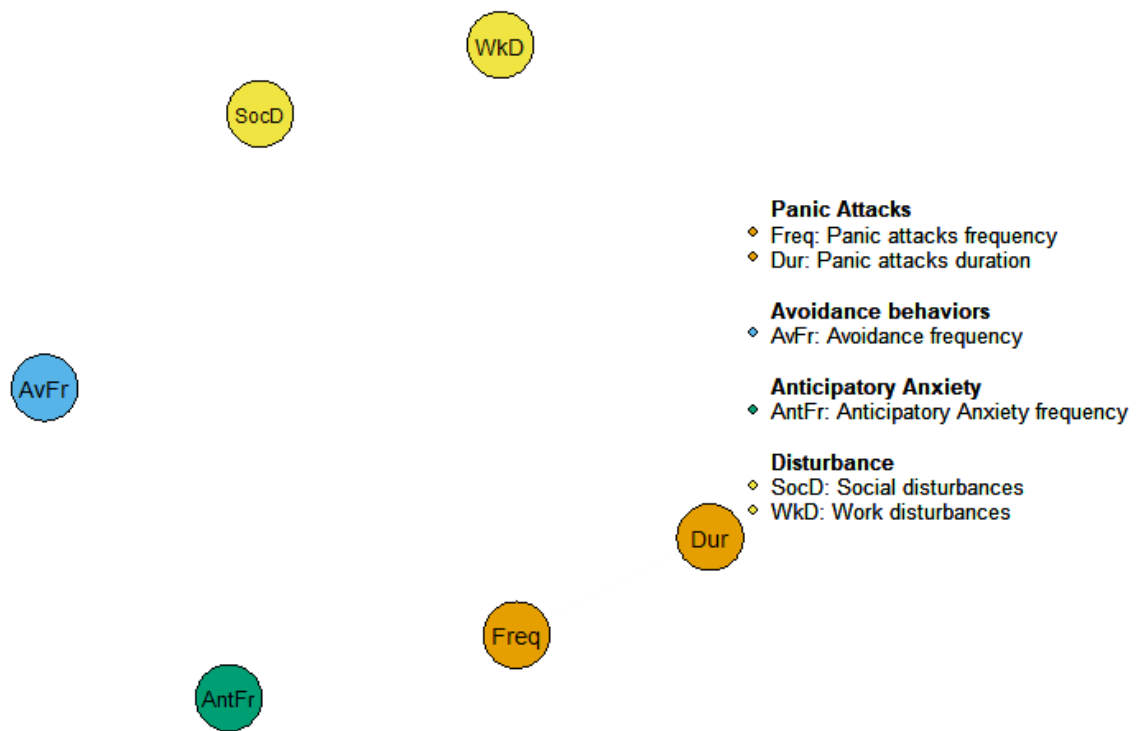 WkD
SocD
Panic Attacks
Freq: Panic attacks frequency
Dur: Panic attacks duration
Avoidance behaviors
AvFr: Avoidance frequency
AvFr
Anticipatory Anxiety
AntFr: Anticipatory Anxiety frequency
Disturbance
SocD: Social disturbances
WkD: Work disturbances
Dur
Freq
AntFr